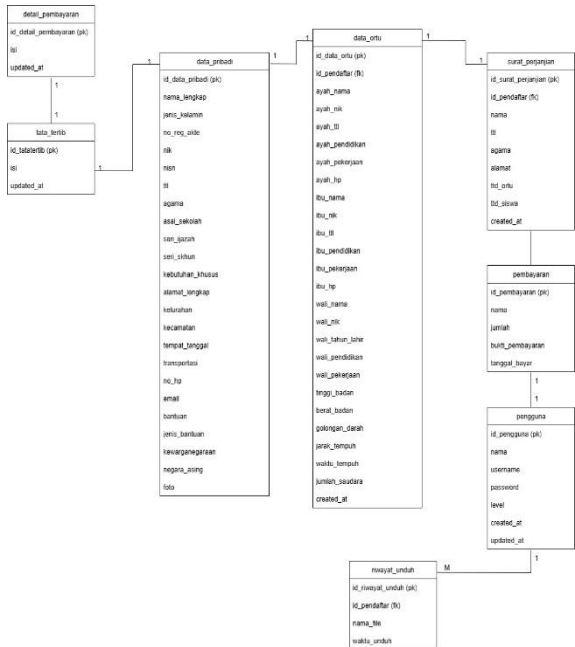 detail_pembayaran
id_detail_pembayaran (pk)
isi
updated_at
1
1
tata_tertib
id_tatatertib (pk)
isi
updated_at
1
1
data_pribadi
id_data_pribadi (pk)
nama_lengkap
jenis_kelamin
no_reg_akte
nik
nisn
ttl
agama
asal_sekolah
seri_ijazah
seri_skhun
kebutuhan_khusus
alamat_lengkap
kelurahan
kecamatan
tempat_tanggal
transportasi
no_hp
email
bantuan
jenis_bantuan
kewarganegaraan
negara_asing
foto
1
1
data_ortu
id_data_ortu (pk)
id_pendaftar (fk)
ayah_nama
ayah_nik
ayah_ttl
ayah_pendidikan
ayah_pekerjaan
ayah_hp
ibu_nama
ibu_nik
ibu_ttl
ibu_pendidikan
ibu_pekerjaan
ibu_hp
wali_nama
wali_nik
wali_tahun_lahir
wali_pendidikan
wali_pekerjaan
tinggi_badan
berat_badan
golongan_darah
jarak_tempuh
waktu_tempuh
jumlah_saudara
created_at
1
1
surat_perjanjian
id_surat_perjanjian (pk)
id_pendaftar (fk)
nama
ttl
agama
alamat
ttd_ortu
ttd_siswa
created_at
pembayaran
id_pembayaran (pk)
nama
jumlah
bukti_pembayaran
tanggal_bayar
1
1
pengguna
id_pengguna (pk)
nama
username
password
level
created_at
updated_at
1
M
riwayat_unduh
id_riwayat_unduh (pk)
id_pendaftar (fk)
nama_file
waktu_unduh